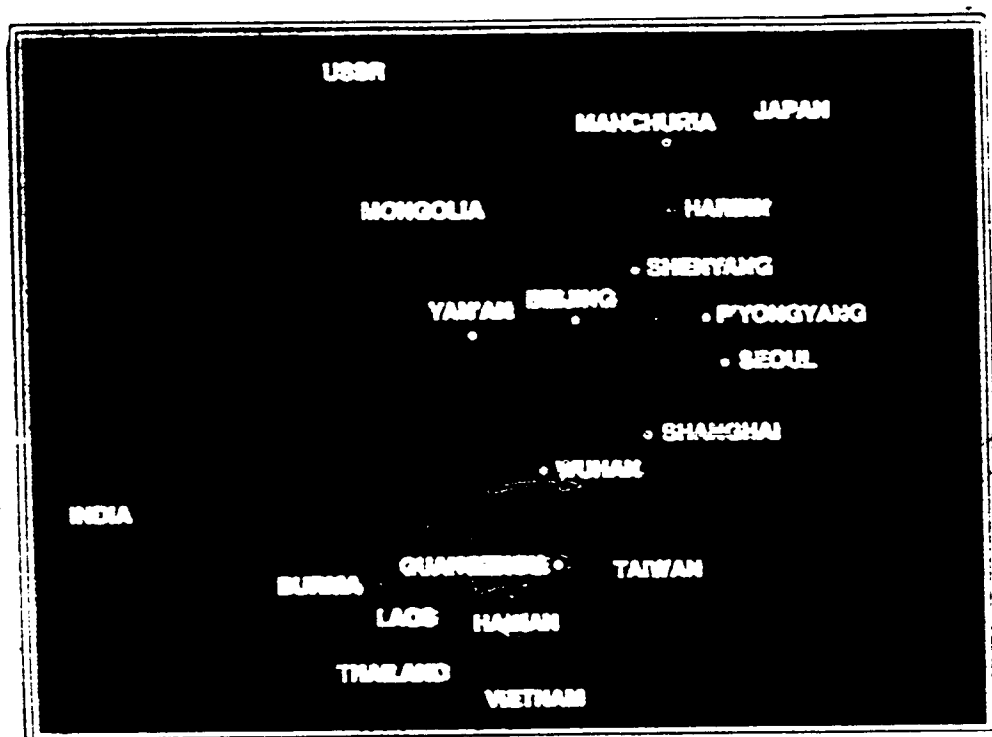 USSR
JAPAN
MANCHURIA
MONGOLIA
HARBIN
SHENYANG
BEIJING
YAN'AN
P'YONGYANG
SEOUL
SHANGHAI
WUHAN
INDIA
TAIWAN
BURMA
LAOS
HAINAN
THAILAND
VIETNAM